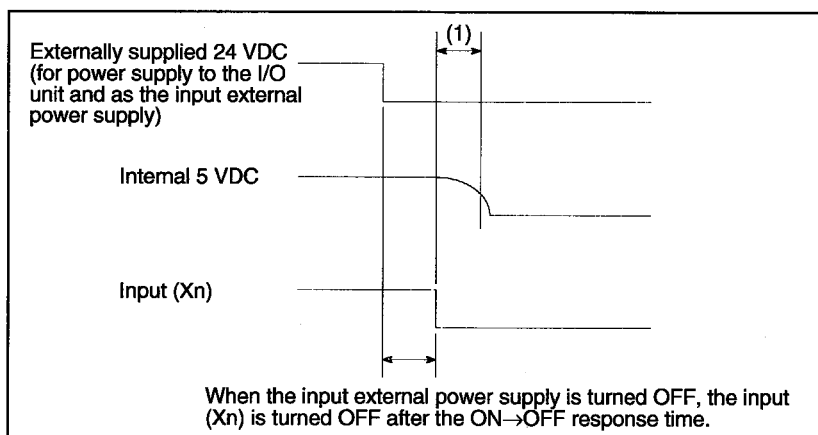 (1)
Externally supplied 24 VDC
(for power supply to the I/O
unit and as the input external
power supply)
Internal 5 VDC
Input (Xn)
When the input external power supply is turned OFF, the input
(Xn) is turned OFF after the ON→OFF response time.